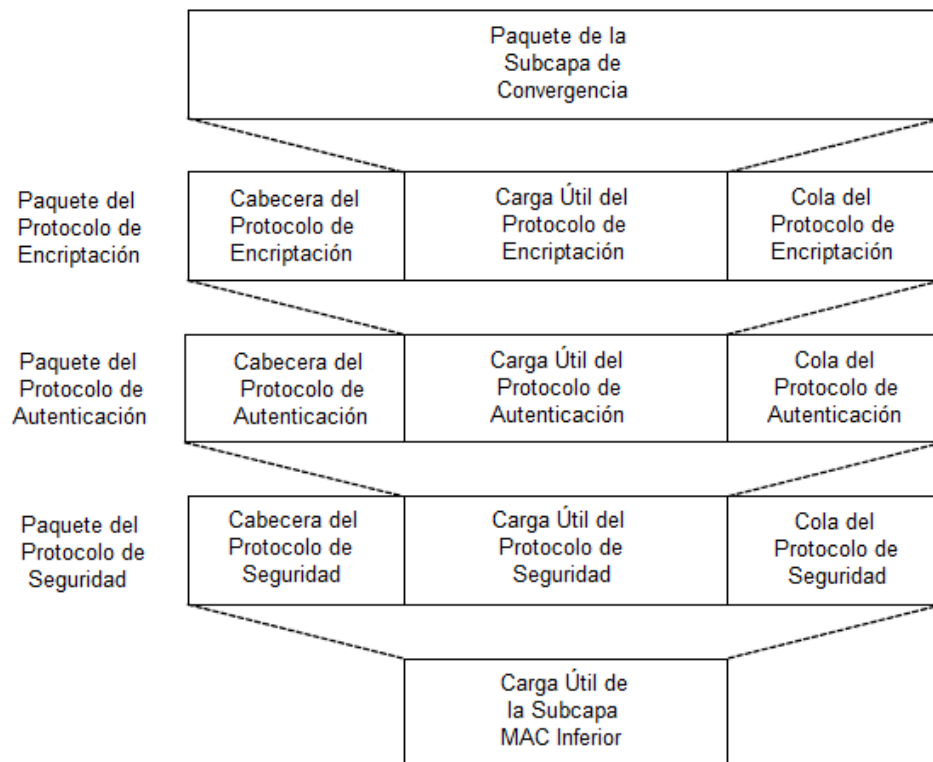 Paquete de la
Subcapa de
Convergencia
Paquete del
Protocolo de
Encriptación
Cabecera del
Protocolo de
Encriptación
Carga Útil del
Protocolo de
Encriptación
Cola del
Protocolo de
Encriptación
Paquete del
Protocolo de
Autenticación
Cabecera del
Protocolo de
Autenticación
Carga Útil del
Protocolo de
Autenticación
Cola del
Protocolo de
Autenticación
Paquete del
Protocolo de
Seguridad
Cabecera del
Protocolo de
Seguridad
Carga Útil del
Protocolo de
Seguridad
Cola del
Protocolo de
Seguridad
Carga Útil de
la Subcapa
MAC Inferior